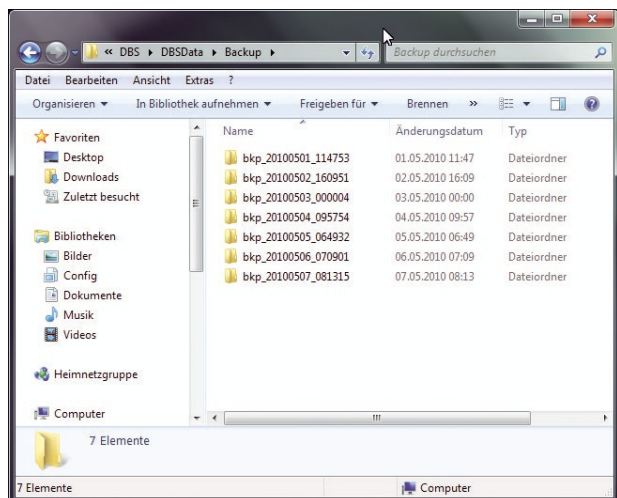 « DBS ▸ DBSData ▸ Backup ▸
Backup durchsuchen
Datei Bearbeiten Ansicht Extras ?
Organisieren ▾ In Bibliothek aufnehmen ▾ Freigeben für ▾ Brennen »
Favoriten
Desktop
Downloads
Zuletzt besucht
Bibliotheken
Bilder
Config
Dokumente
Musik
Videos
Heimnetzgruppe
Computer
Name Änderungsdatum Typ
bkp_20100501_114753 01.05.2010 11:47 Dateiordner
bkp_20100502_160951 02.05.2010 16:09 Dateiordner
bkp_20100503_000004 03.05.2010 00:00 Dateiordner
bkp_20100504_095754 04.05.2010 09:57 Dateiordner
bkp_20100505_064932 05.05.2010 06:49 Dateiordner
bkp_20100506_070901 06.05.2010 07:09 Dateiordner
bkp_20100507_081315 07.05.2010 08:13 Dateiordner
7 Elemente
7 Elemente Computer